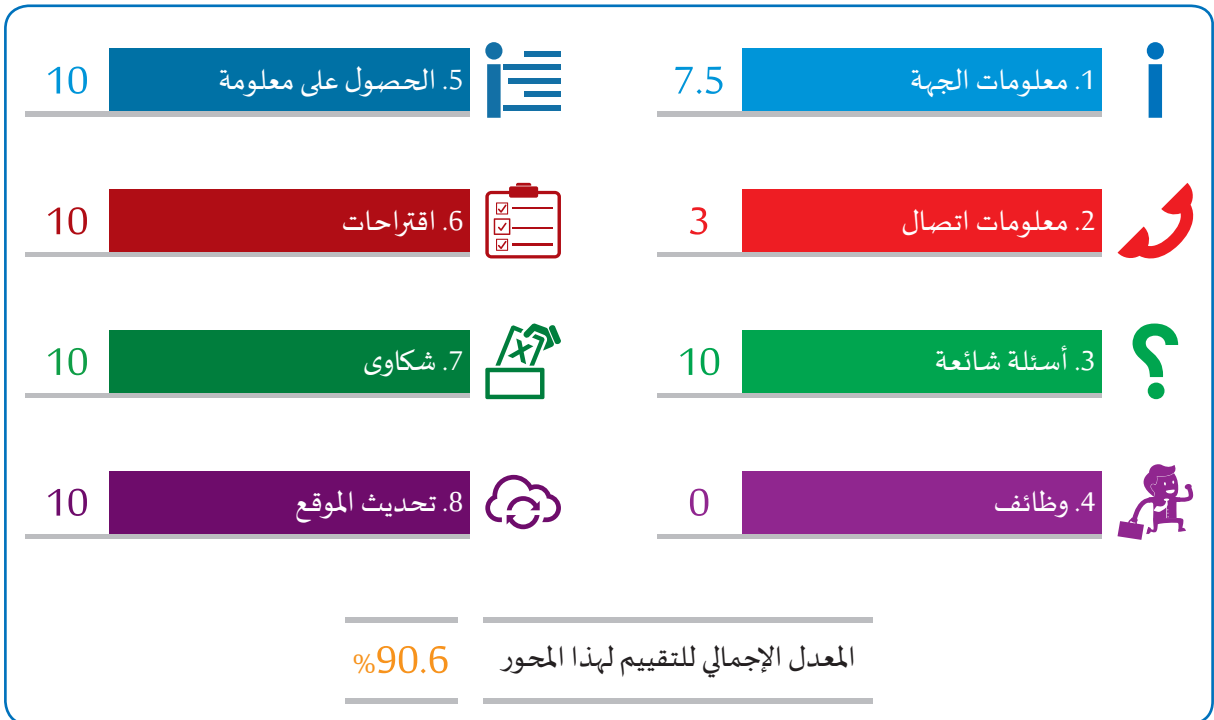 1. معلومات الجهة 7.5
2. معلومات اتصال 3
3. أسئلة شائعة 10
4. وظائف 0
5. الحصول على معلومة 10
6. اقتراحات 10
7. شكاوى 10
8. تحديث الموقع 10
المعدل الإجمالي للتقييم لهذا المحور %90.6